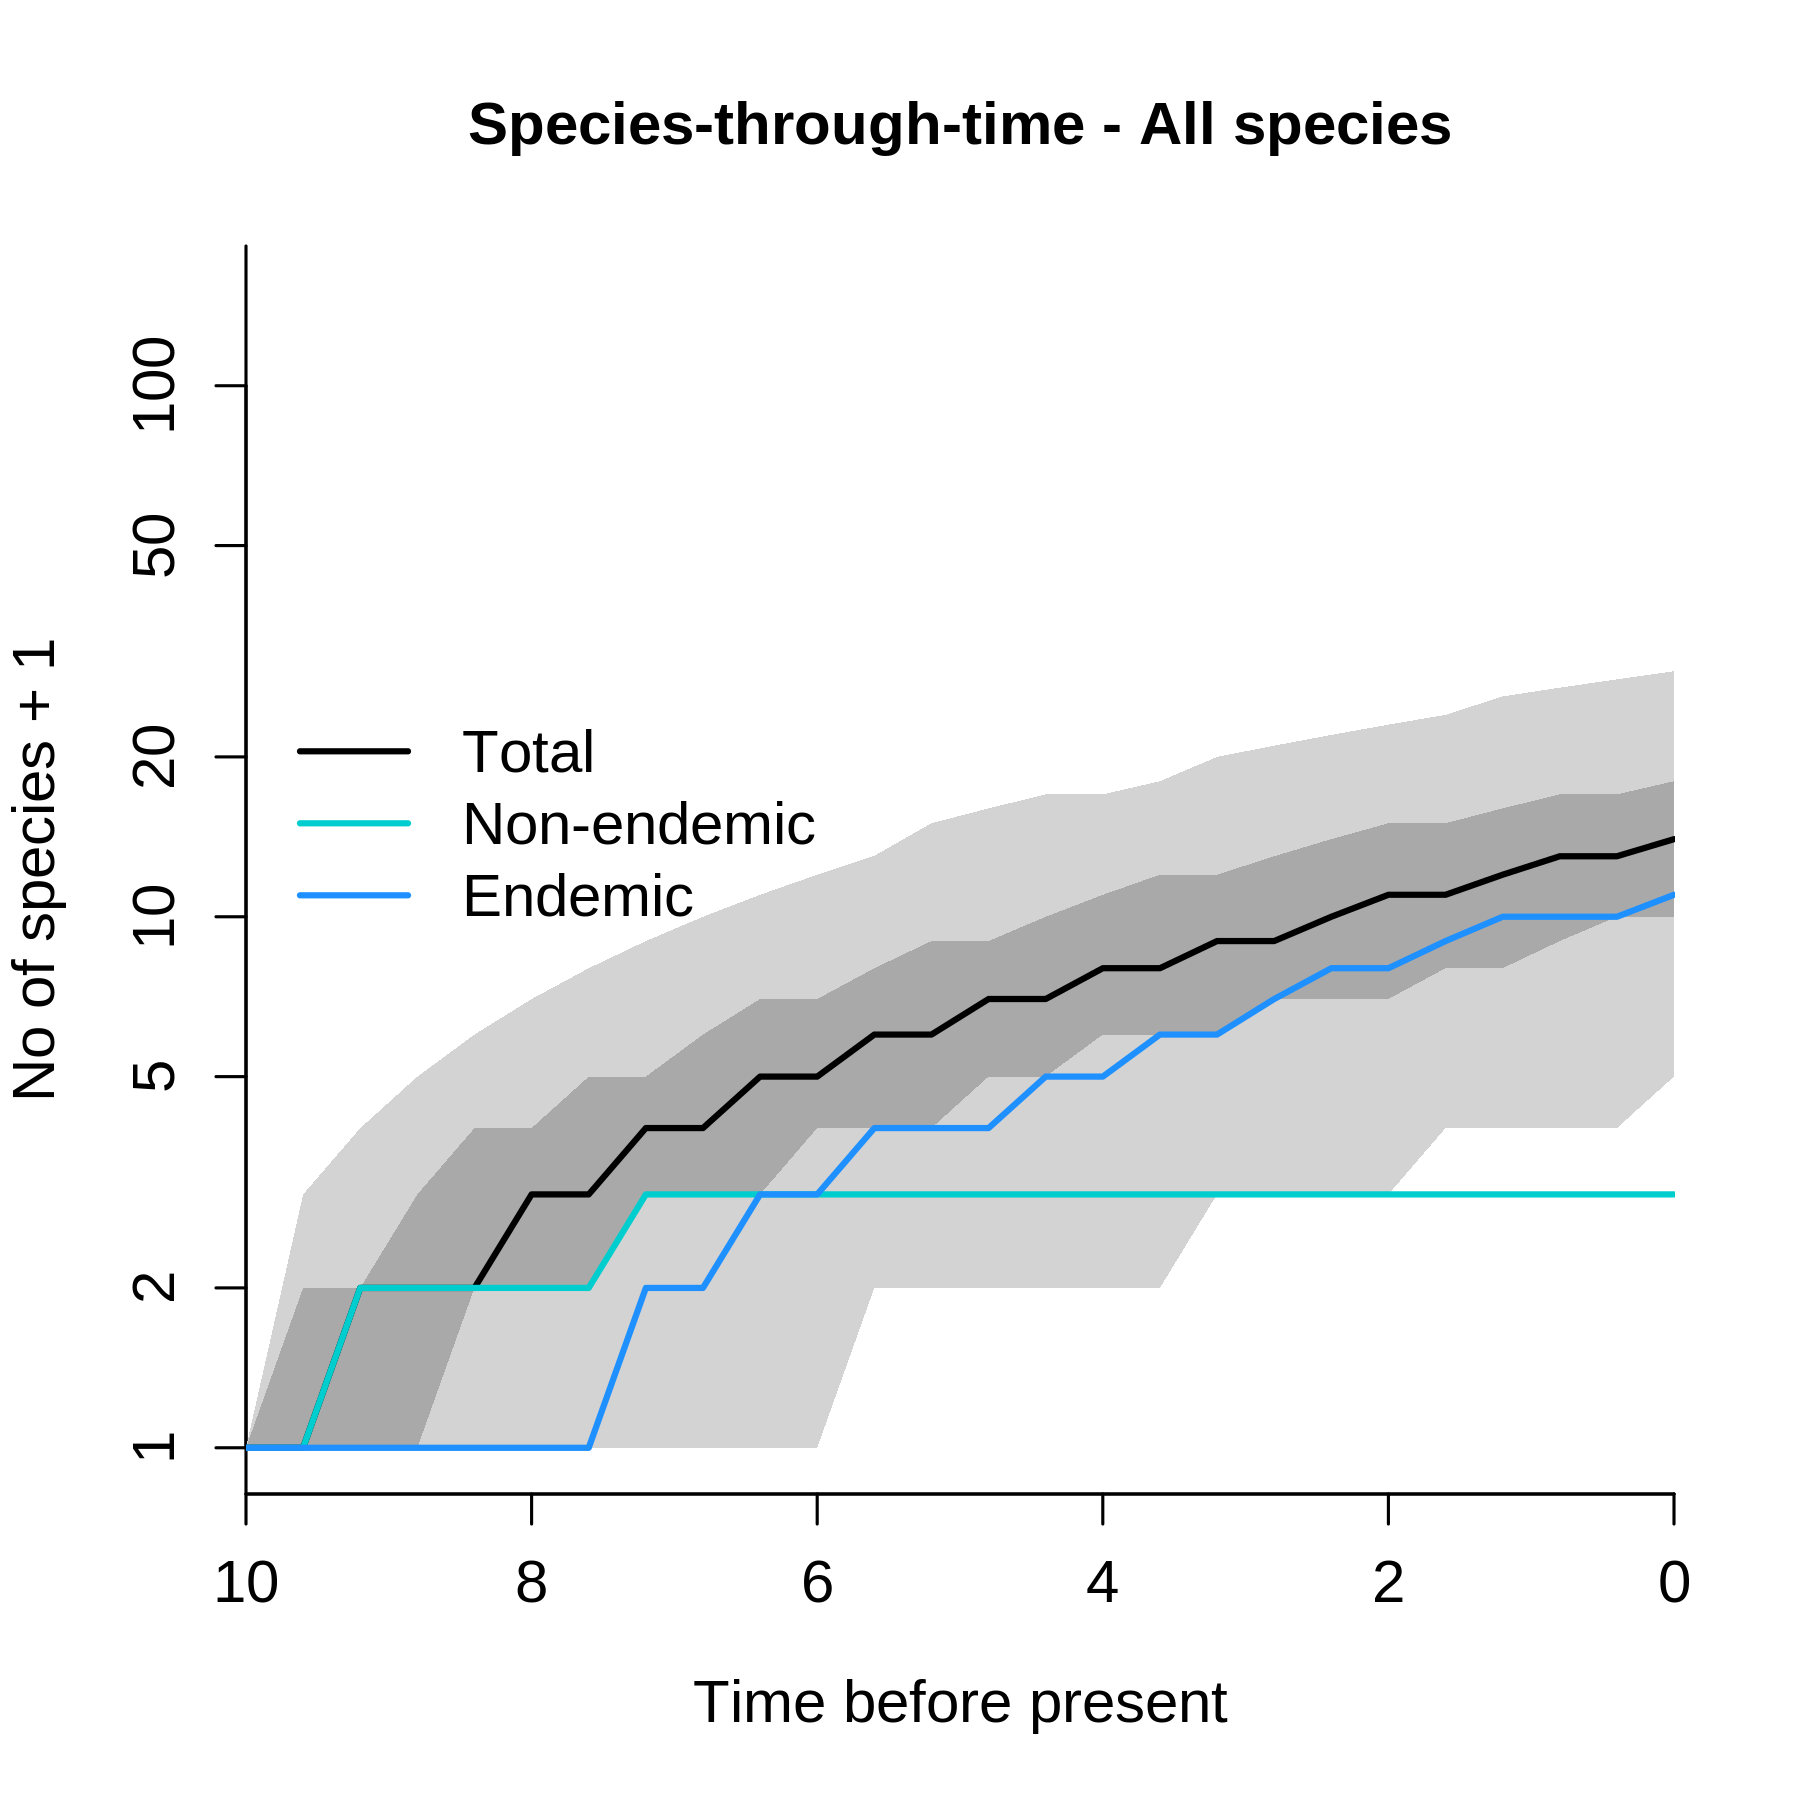 Species-through-time - All species
No of species + 1
100
50
20
10
5
2
1
Total
Non-endemic
Endemic
10 8 6 4 2 0
Time before present